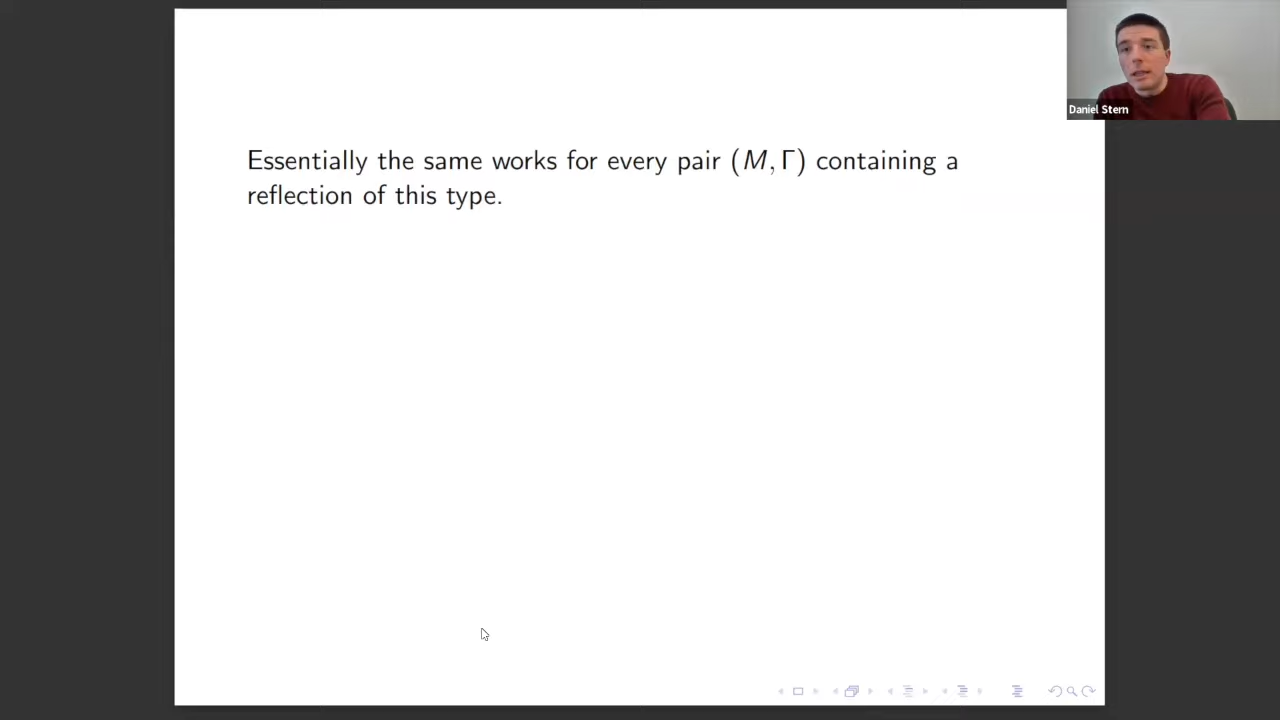 Daniel Stern
Essentially the same works for every pair (M, Γ) containing a
reflection of this type.